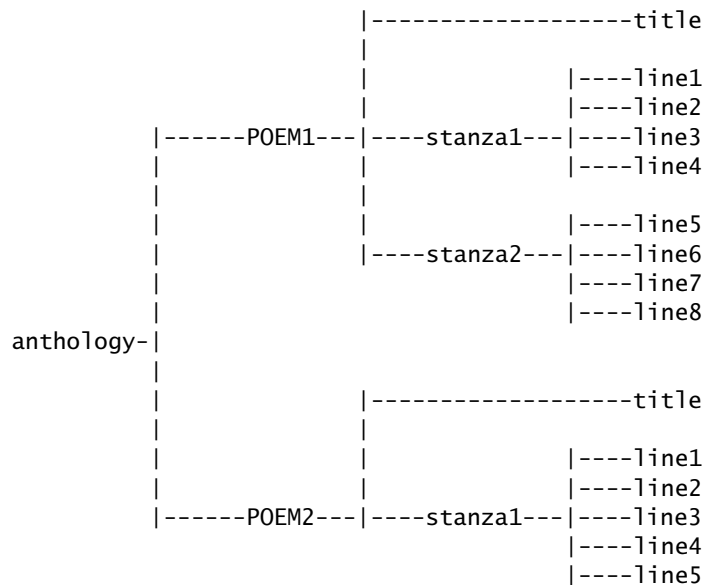 |-------------------title
|
|              |----line1
|              |----line2
|------POEM1---|----stanza1---|----line3
|              |              |----line4
|              |
|              |              |----line5
|              |----stanza2---|----line6
|                             |----line7
|                             |----line8
anthology-|
|
|              |-------------------title
|              |
|              |              |----line1
|              |              |----line2
|------POEM2---|----stanza1---|----line3
|----line4
|----line5